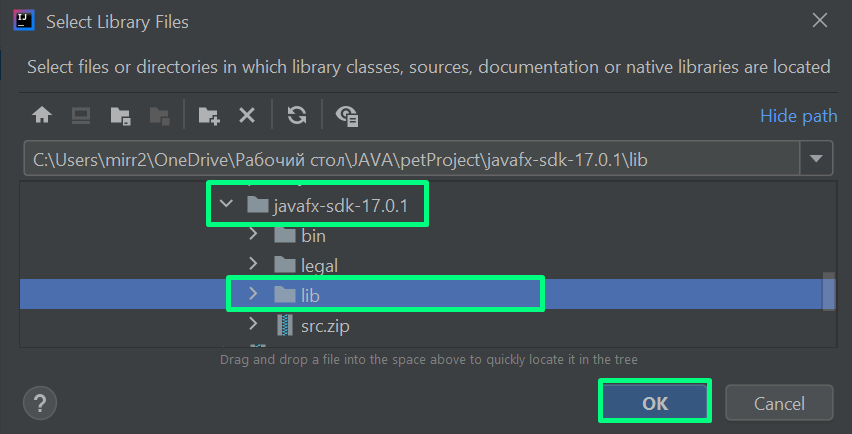 Select Library Files
Select files or directories in which library classes, sources, documentation or native libraries are located
Hide path
C:\Users\mirr2\OneDrive\Рабочий стол\JAVA\petProject\javafx-sdk-17.0.1\lib
javafx-sdk-17.0.1
bin
legal
lib
src.zip
Drag and drop a file into the space above to quickly locate it in the tree
? OK Cancel